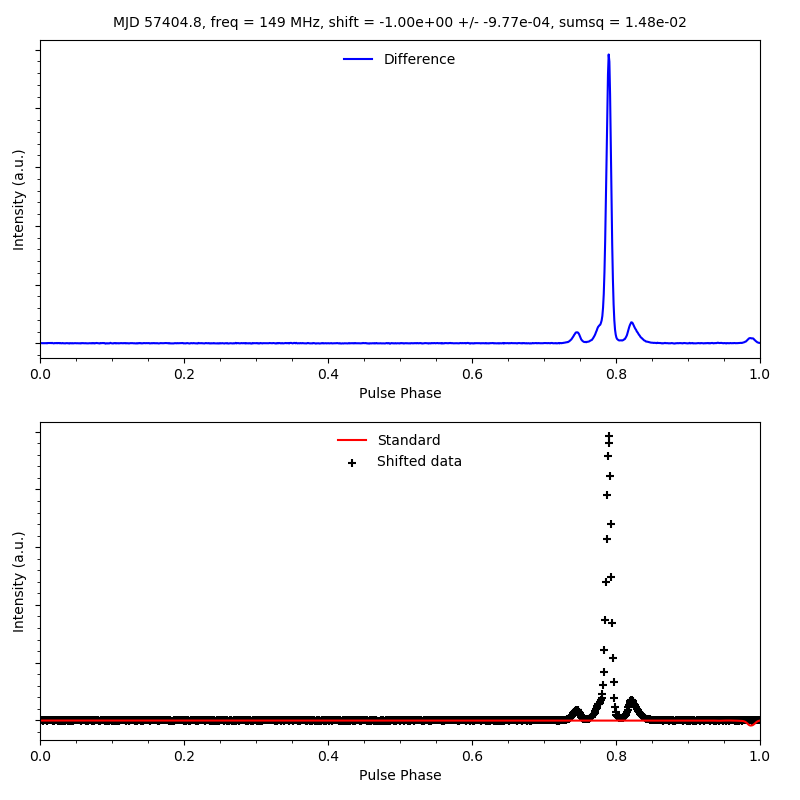 MJD 57404.8, freq = 149 MHz, shift = -1.00e+00 +/- -9.77e-04, sumsq = 1.48e-02
Difference
Intensity (a.u.)
0.0 0.2 0.4 0.6 0.8 1.0
Pulse Phase
Standard
Shifted data
Intensity (a.u.)
0.0 0.2 0.4 0.6 0.8 1.0
Pulse Phase